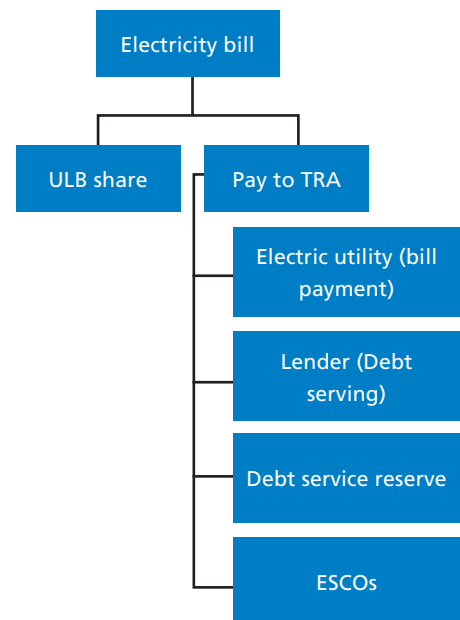 Electricity bill
ULB share
Pay to TRA
Electric utility (bill
payment)
Lender (Debt
serving)
Debt service reserve
ESCOs